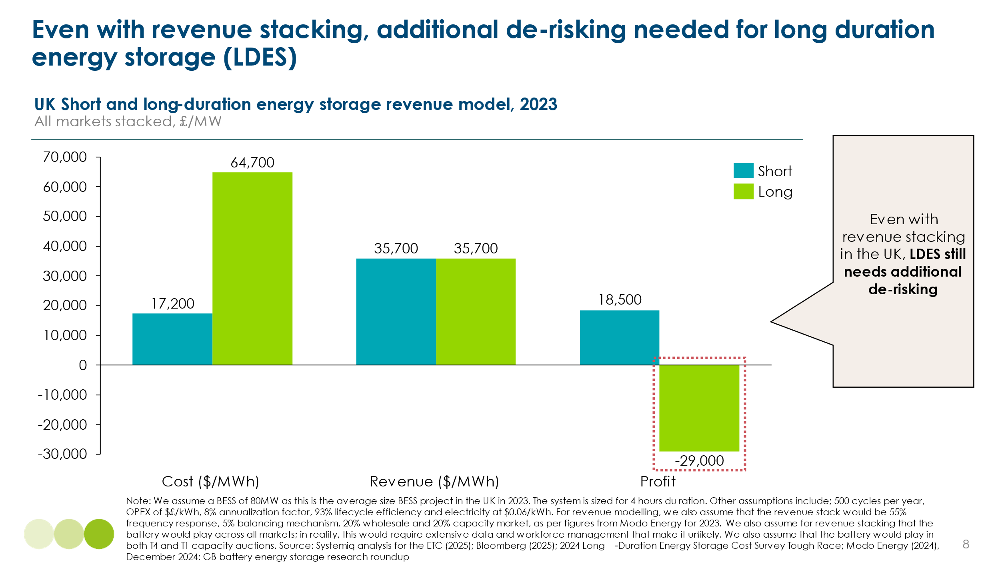 Even with revenue stacking, additional de-risking needed for long duration
energy storage (LDES)
UK Short and long-duration energy storage revenue model, 2023
All markets stacked, £/MW
70,000
60,000
50,000
40,000
30,000
20,000
10,000
0
-10,000
-20,000
-30,000
17,200
64,700
35,700
35,700
18,500
-29,000
Short
Long
Cost ($/MWh)
Revenue ($/MWh)
Profit
Even with
revenue stacking
in the UK, LDES still
needs additional
de-risking
Note: We assume a BESS of 80MW as this is the average size BESS project in the UK in 2023. The system is sized for 4 hours duration. Other assumptions include; 500 cycles per year,
OPEX of $£/kWh, 8% annualization factor, 93% lifecycle efficiency and electricity at $0.06/kWh. For revenue modelling, we also assume that the revenue stack would be 55%
frequency response, 5% balancing mechanism, 20% wholesale and 20% capacity market, as per figures from Modo Energy for 2023. We also assume for revenue stacking that the
battery would play across all markets; in reality, this would require extensive data and workforce management that make it unlikely. We also assume that the battery would play in
both T4 and T1 capacity auctions. Source: Systemiq analysis for the ETC (2025); Bloomberg (2025); 2024 Long -Duration Energy Storage Cost Survey Tough Race; Modo Energy (2024),
December 2024: GB battery energy storage research roundup
8